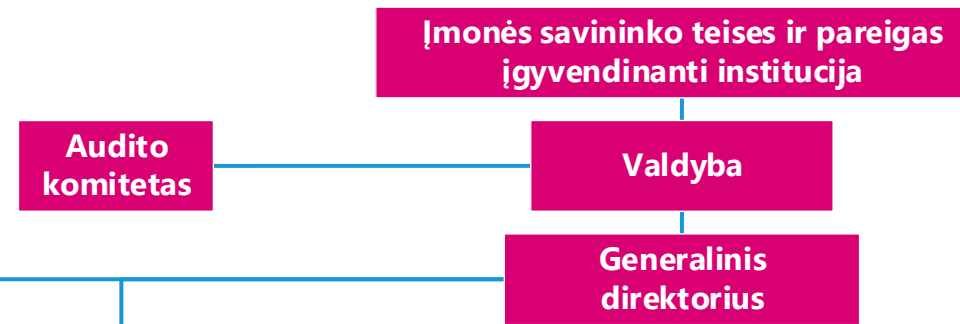 Įmonės savininko teises ir pareigas
įgyvendinanti institucija
Audito
komitetas
Valdyba
Generalinis
direktorius